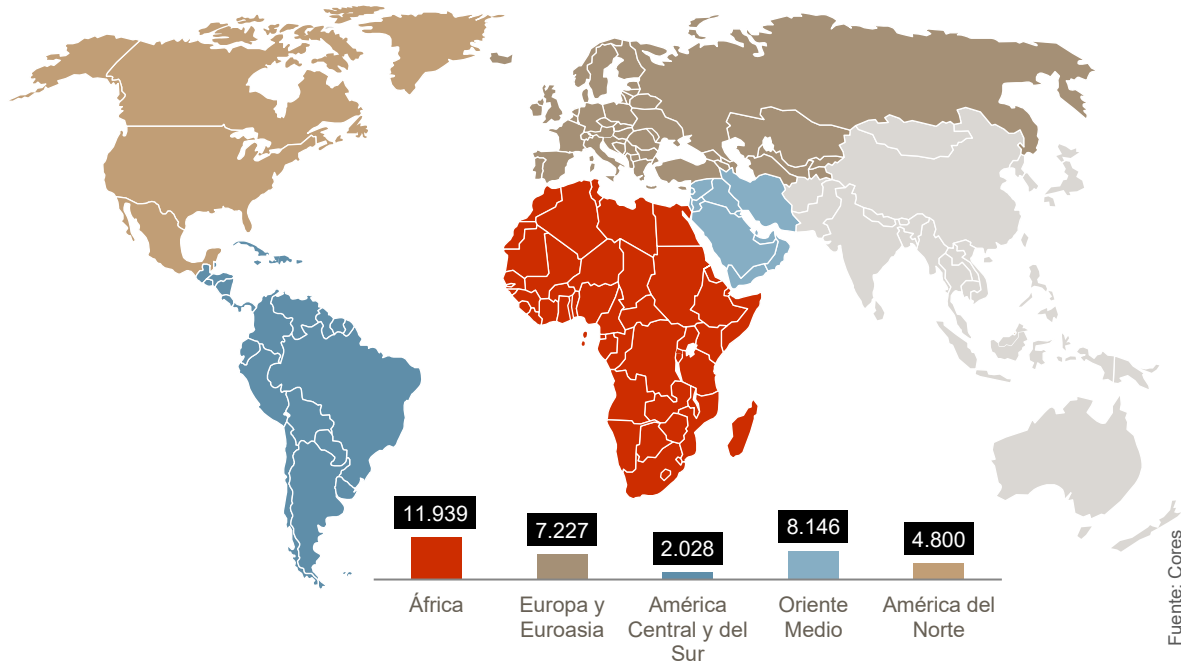 11.939
7.227
2.028
8.146
4.800
África
Europa y
Euroasia
América
Central y del
Sur
Oriente
Medio
América del
Norte
Fuente: Cores